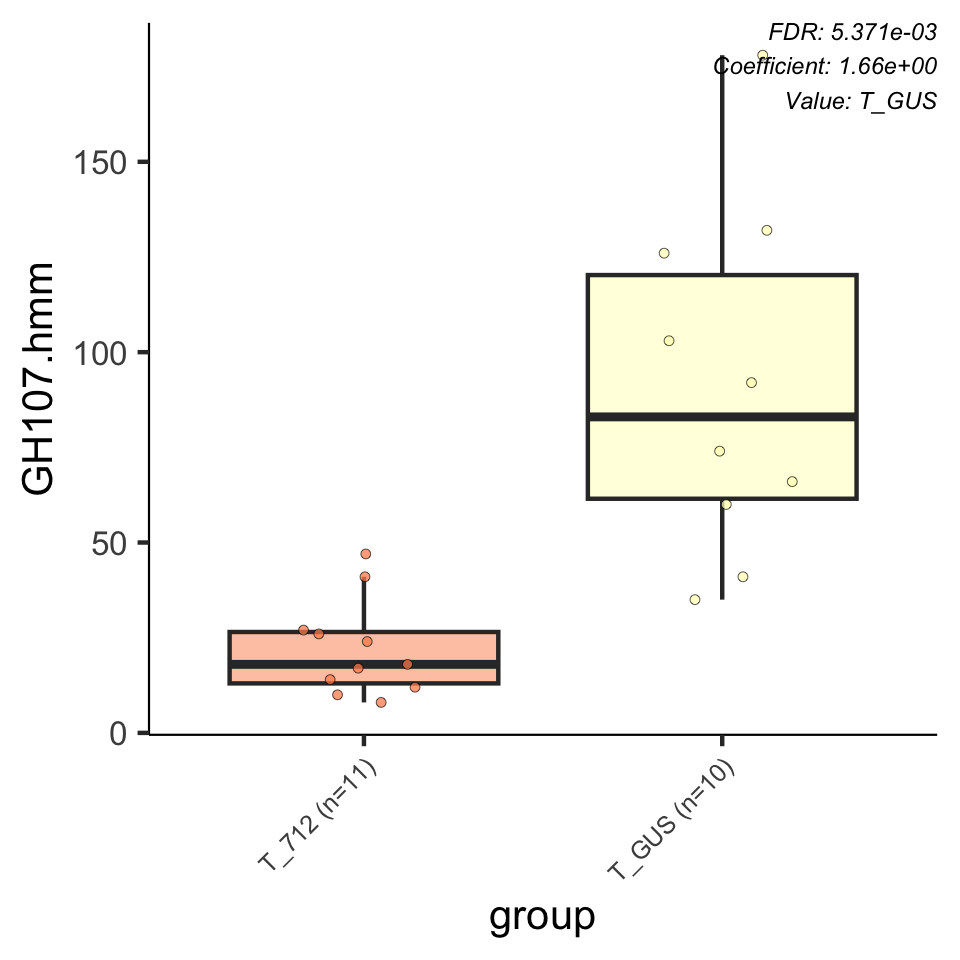 FDR: 5.371e-03
Coefficient: 1.66e+00
Value: T_GUS
150
100
50
0
GH107.hmm
T_712 (n=11)
T_GUS (n=10)
group